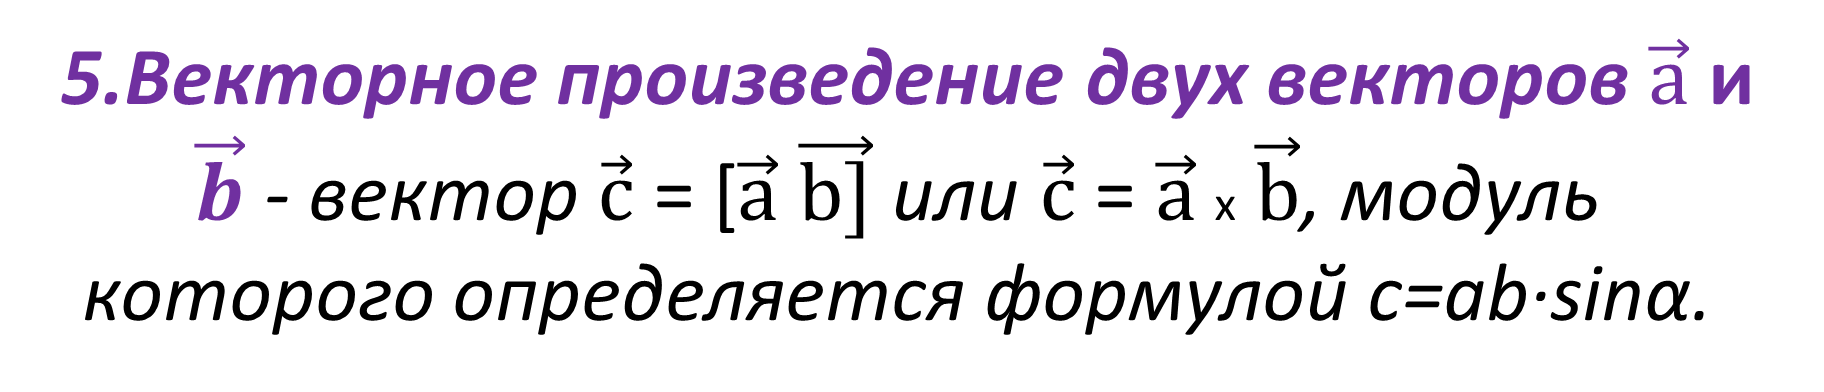 5.Векторное произведение двух векторов a⃗ и
b⃗ - вектор c⃗ = [a⃗ b]⃗ или c⃗ = a⃗ x b⃗, модуль
которого определяется формулой c=ab·sinα.